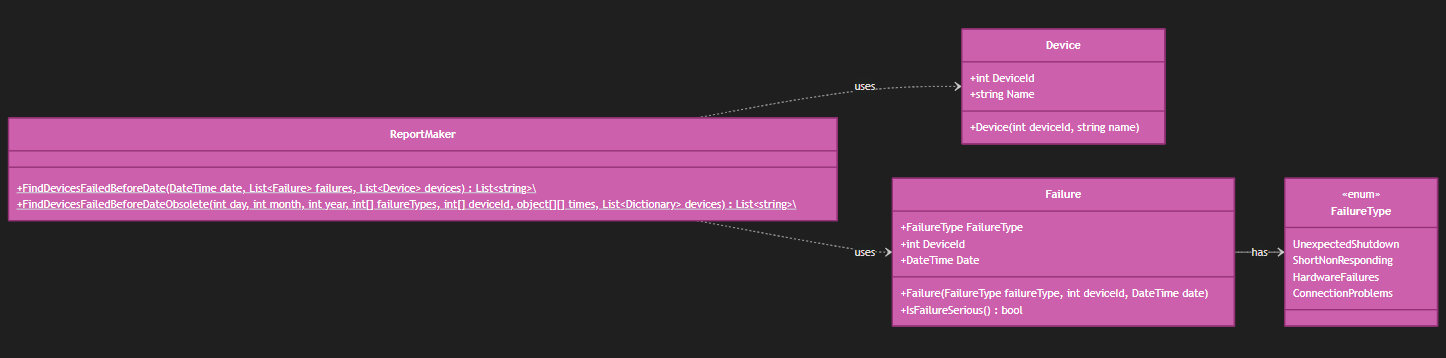 Device
+int DeviceId
+string Name
+Device(int deviceId, string name)
uses
ReportMaker
+FindDevicesFailedBeforeDate(DateTime date, List<Failure> failures, List<Device> devices) : List<string>\
+FindDevicesFailedBeforeDateObsolete(int day, int month, int year, int[] failureTypes, int[] deviceId, object[][] times, List<Dictionary> devices) : List<string>\
uses
Failure
+FailureType FailureType
+int DeviceId
+DateTime Date
+Failure(FailureType failureType, int deviceId, DateTime date)
+IsFailureSerious() : bool
has
«enum»
FailureType
UnexpectedShutdown
ShortNonResponding
HardwareFailures
ConnectionProblems